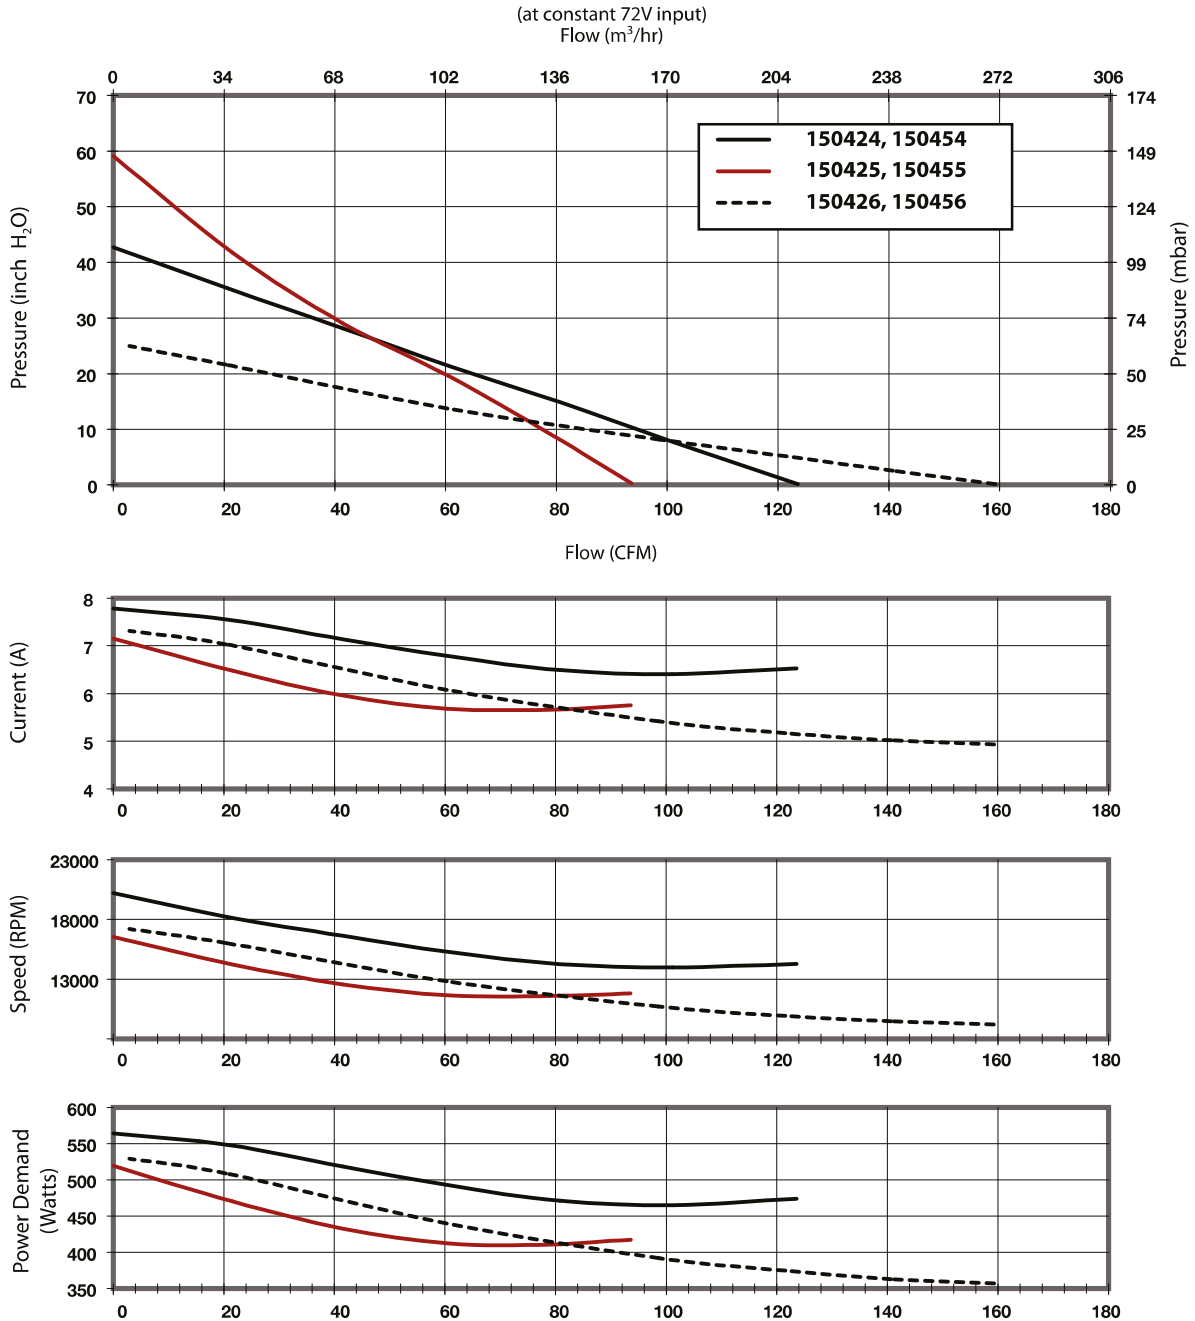 (at constant 72V input)
Flow (m³/hr)
0 34 68 102 136 170 204 238 272 306
70 174
60 149
50 124
40 99
30 74
20 50
10 25
0 0
Pressure (inch H₂O)
Pressure (mbar)
150424, 150454
150425, 150455
150426, 150456
0 20 40 60 80 100 120 140 160 180
Flow (CFM)
Current (A)
8
7
6
5
4
0 20 40 60 80 100 120 140 160 180
Speed (RPM)
23000
18000
13000
0 20 40 60 80 100 120 140 160 180
Power Demand
(Watts)
600
550
500
450
400
350
0 20 40 60 80 100 120 140 160 180